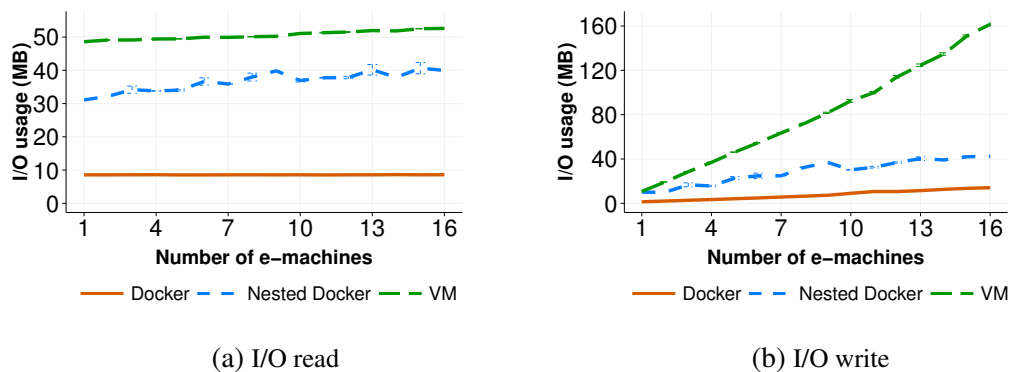 I/O usage (MB)
50
40
30
20
10
0
1 4 7 10 13 16
Number of e-machines
Docker Nested Docker VM
(a) I/O read
I/O usage (MB)
160
120
80
40
0
1 4 7 10 13 16
Number of e-machines
Docker Nested Docker VM
(b) I/O write